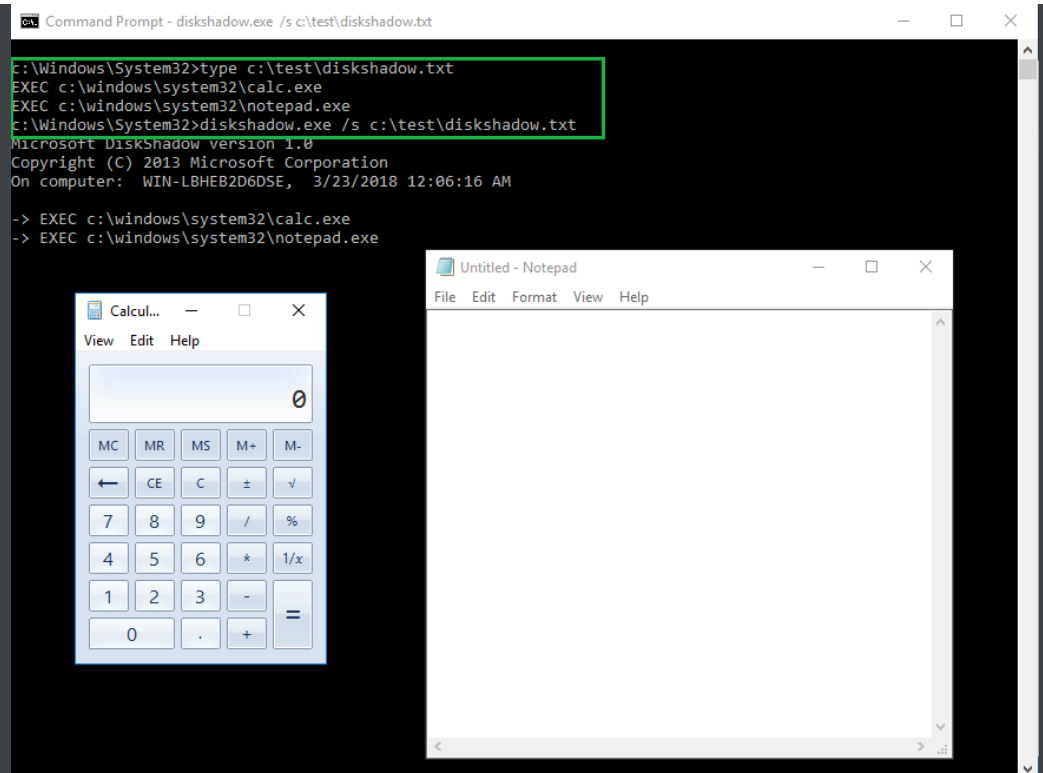 Command Prompt - diskshadow.exe /s c:\test\diskshadow.txt
c:\Windows\System32>type c:\test\diskshadow.txt
EXEC c:\windows\system32\calc.exe
EXEC c:\windows\system32\notepad.exe
c:\Windows\System32>diskshadow.exe /s c:\test\diskshadow.txt
Microsoft DiskShadow version 1.0
Copyright (C) 2013 Microsoft Corporation
On computer:  WIN-LBHEB2D6DSE,  3/23/2018 12:06:16 AM
-> EXEC c:\windows\system32\calc.exe
-> EXEC c:\windows\system32\notepad.exe
Untitled - Notepad
File Edit Format View Help
Calcul...
View Edit Help
0
MC MR MS M+ M-
← CE C ± √
7 8 9 / %
4 5 6 * 1/x
1 2 3 - =
0 . +